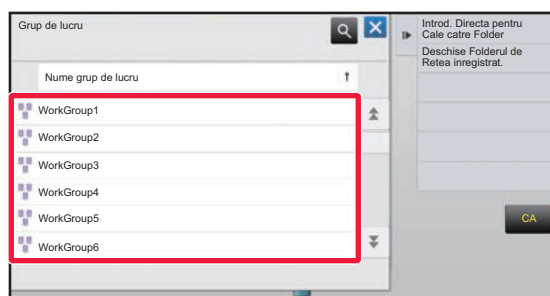 Grup de lucru
Nume grup de lucru
WorkGroup1
WorkGroup2
WorkGroup3
WorkGroup4
WorkGroup5
WorkGroup6
Introd. Directa pentru
Cale catre Folder
Deschise Folderul de
Retea inregistrat.
CA